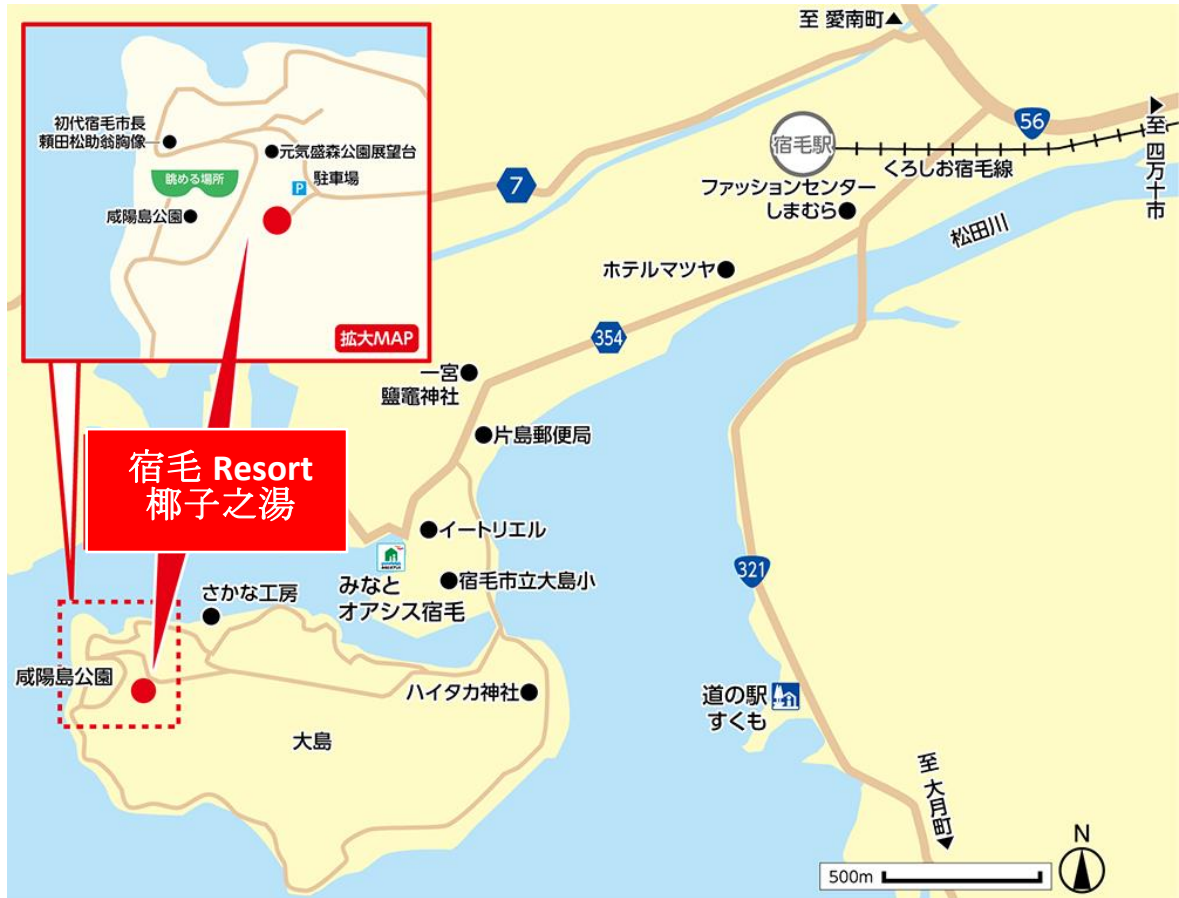 至 愛南町
初代宿毛市長
頼田松助翁胸像
元気盛森公園展望台
眺める場所
P
駐車場
咸陽島公園
拡大MAP
56
至 四万十市
宿毛駅
くろしお宿毛線
7
ファッションセンター
しまむら
松田川
ホテルマツヤ
354
一宮
鹽竈神社
片島郵便局
宿毛 Resort
椰子之湯
イートリエル
みなと
オアシス宿毛
宿毛市立大島小
321
さかな工房
咸陽島公園
ハイタカ神社
道の駅
すくも
大島
至 大月町
N
500m